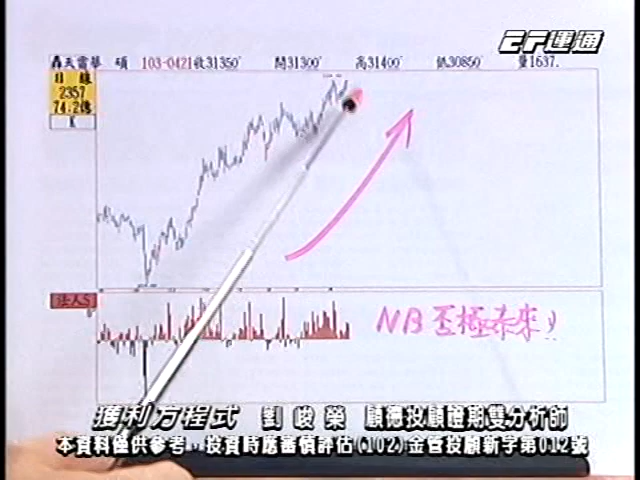 ET運通
轟天雷華碩 103-0421收31350 開31300 高31400 低30850 量1637.
日線
2357
74.2億
K
法人S
NB否極泰來!!
獲利方程式 劉峻榮 顧德投顧證期雙分析師
本資料僅供參考，投資時應審慎評估(102)金管投顧新字第012號